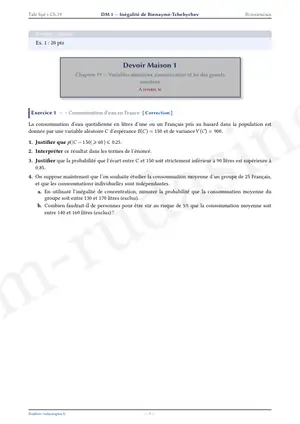 Tale Spé » Ch.19
DM 1 — Inégalité de Bienaymé-Tchebychev
Ex. 1 / 20 pts
Devoir Maison 1
Chapitre 19 — Variables aléatoires, concentration et loi des grands
nombres
À rendre le
Exercice 1 Consommation d'eau en France [Correction]
La consommation d'eau quotidienne en litres d'une ou un Français pris au hasard dans la population est
donnée par une variable aléatoire C d'espérance E(C) = 150 et de variance V(C) = 900.
1. Justifier que p(|C − 150| ⩾ 60) ⩽ 0.25.
2. Interpréter ce résultat dans les termes de l'énoncé.
3. Justifier que la probabilité que l'écart entre C et 150 soit strictement inférieur à 90 litres est supérieure à
0.85.
4. On suppose maintenant que l'on souhaite étudier la consommation moyenne d'un groupe de 25 Français,
et que les consommations individuelles sont indépendantes.
a. En utilisant l'inégalité de concentration, minorer la probabilité que la consommation moyenne du
groupe soit entre 130 et 170 litres (exclus).
b. Combien faudrait-il de personnes pour être sûr au risque de 5% que la consommation moyenne soit
entre 140 et 160 litres (exclus) ?
– 1 –